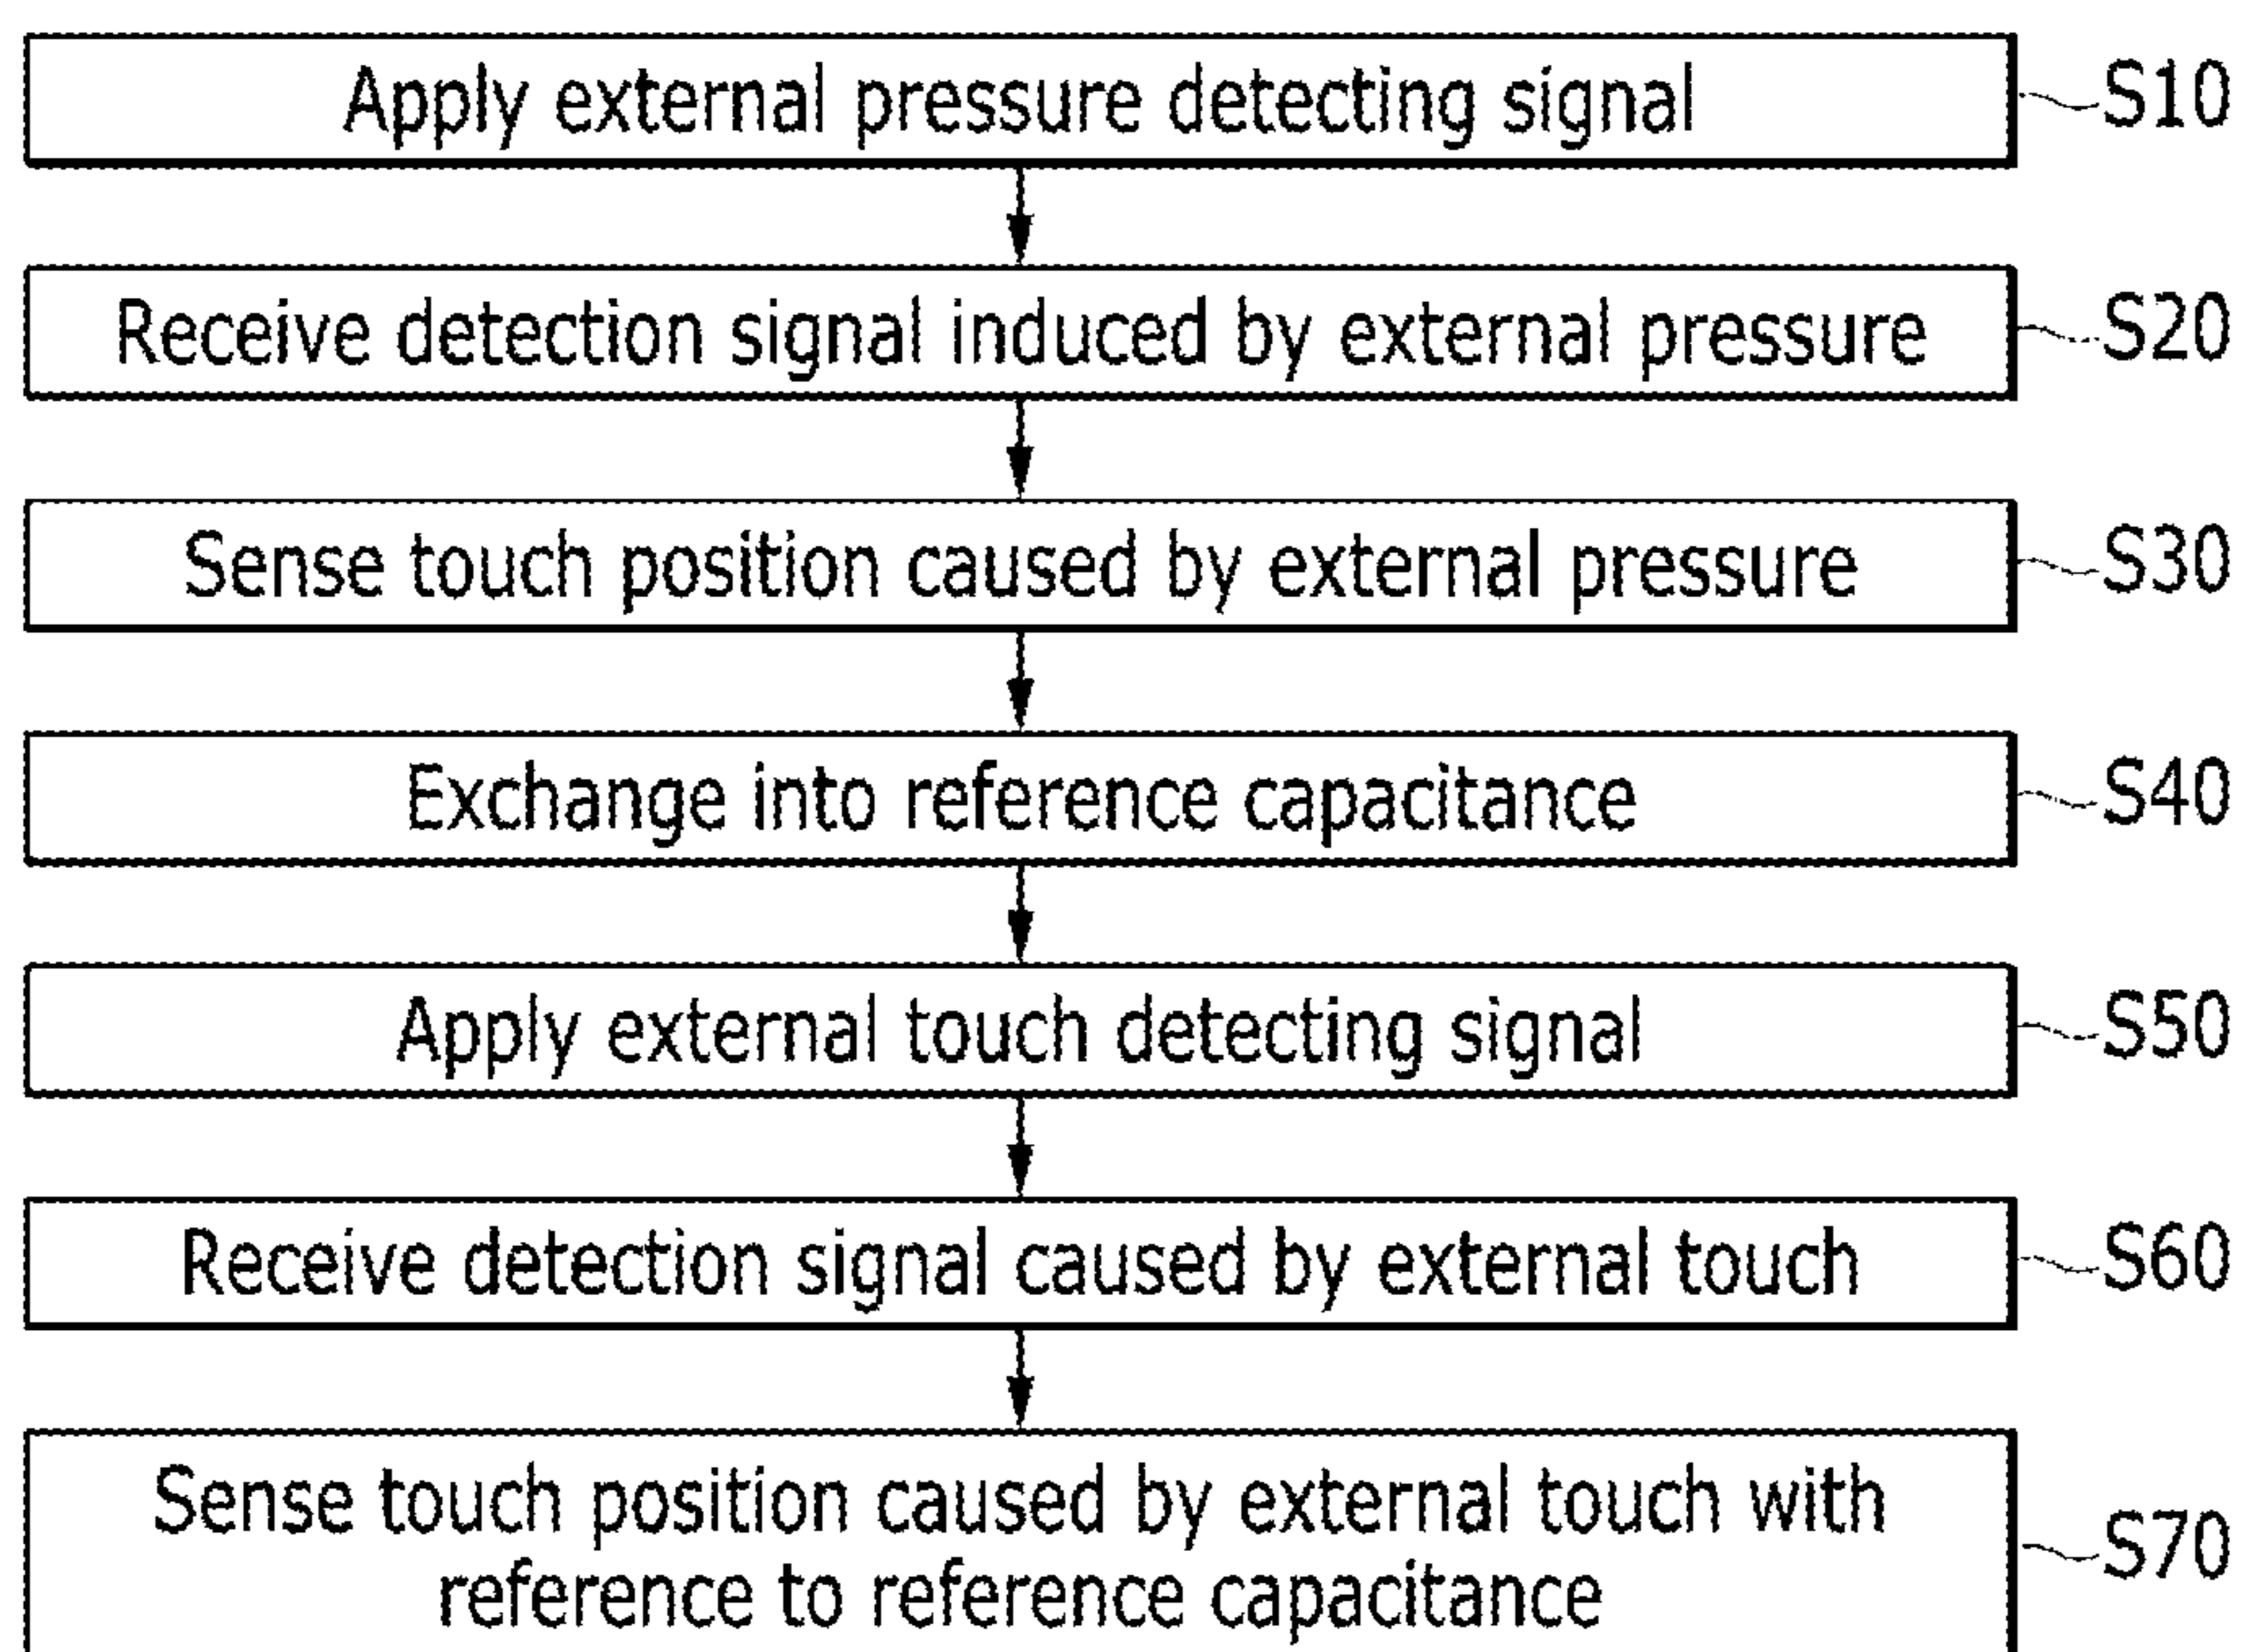 Apply external pressure detecting signal
S10
Receive detection signal induced by external pressure
S20
Sense touch position caused by external pressure
S30
Exchange into reference capacitance
S40
Apply external touch detecting signal
S50
Receive detection signal caused by external touch
S60
Sense touch position caused by external touch with
reference to reference capacitance
S70